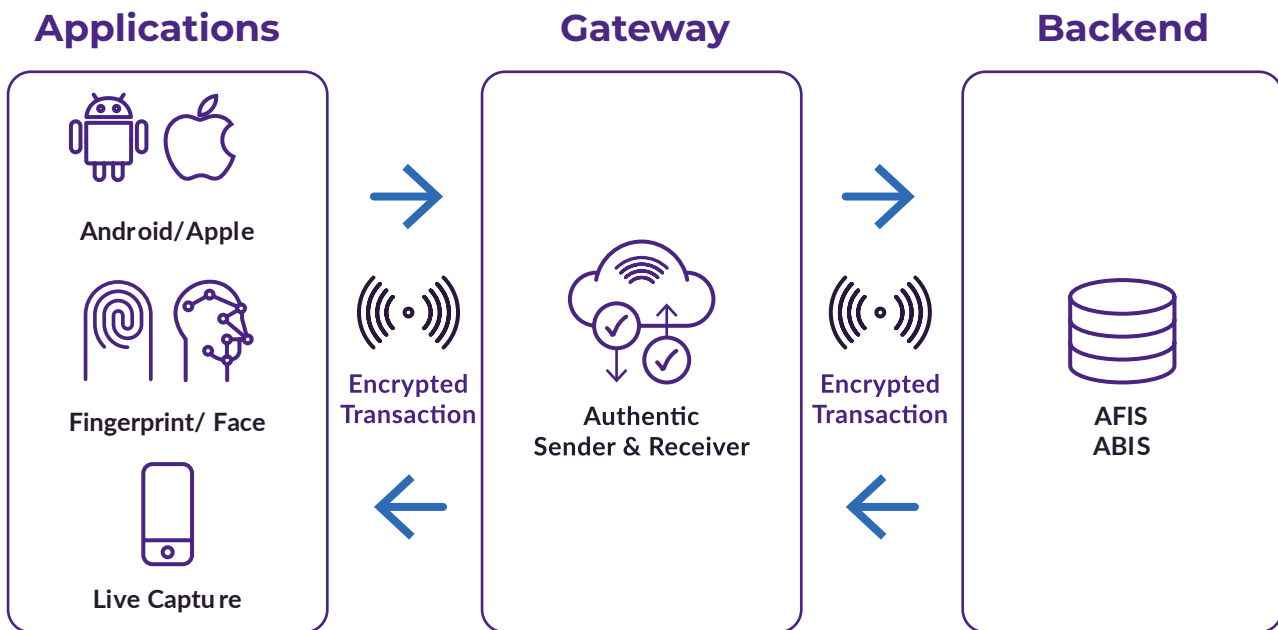 Applications
Gateway
Backend
Android/Apple
Fingerprint/ Face
Live Capture
Encrypted
Transaction
Authentic
Sender & Receiver
Encrypted
Transaction
AFIS
ABIS